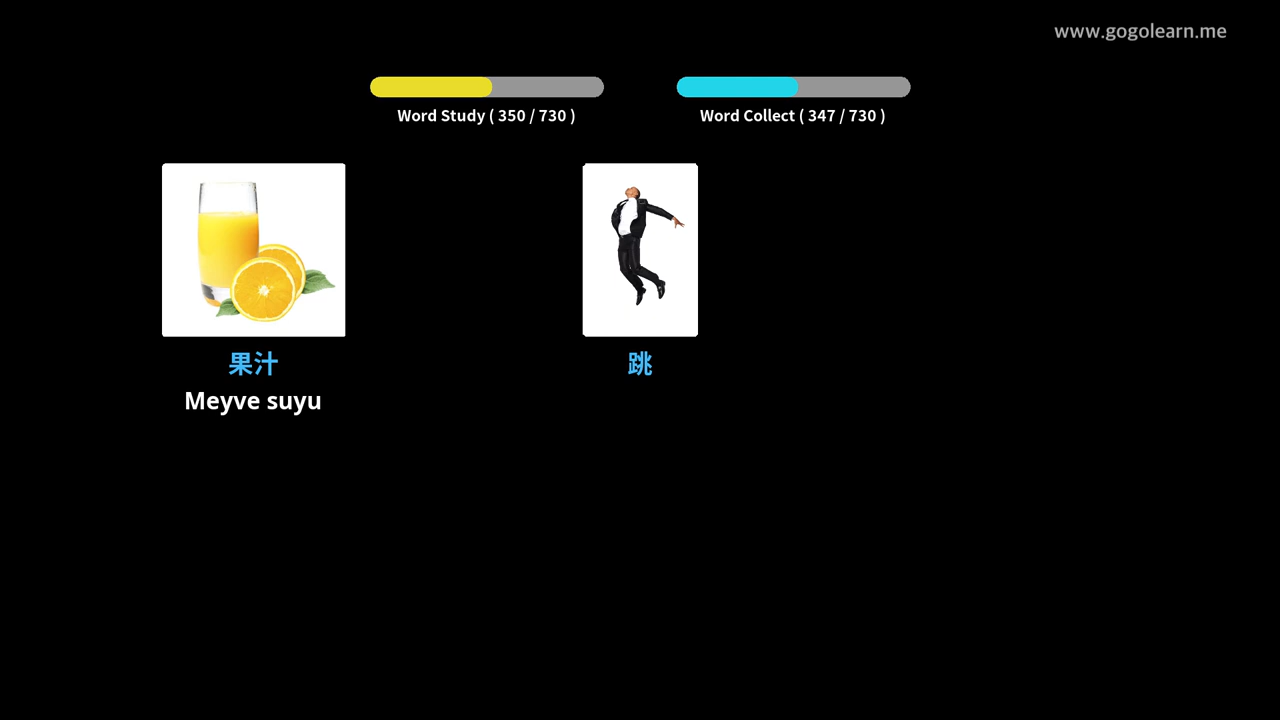 www.gogolearn.me
Word Study ( 350 / 730 )
Word Collect ( 347 / 730 )
果汁
Meyve suyu
跳